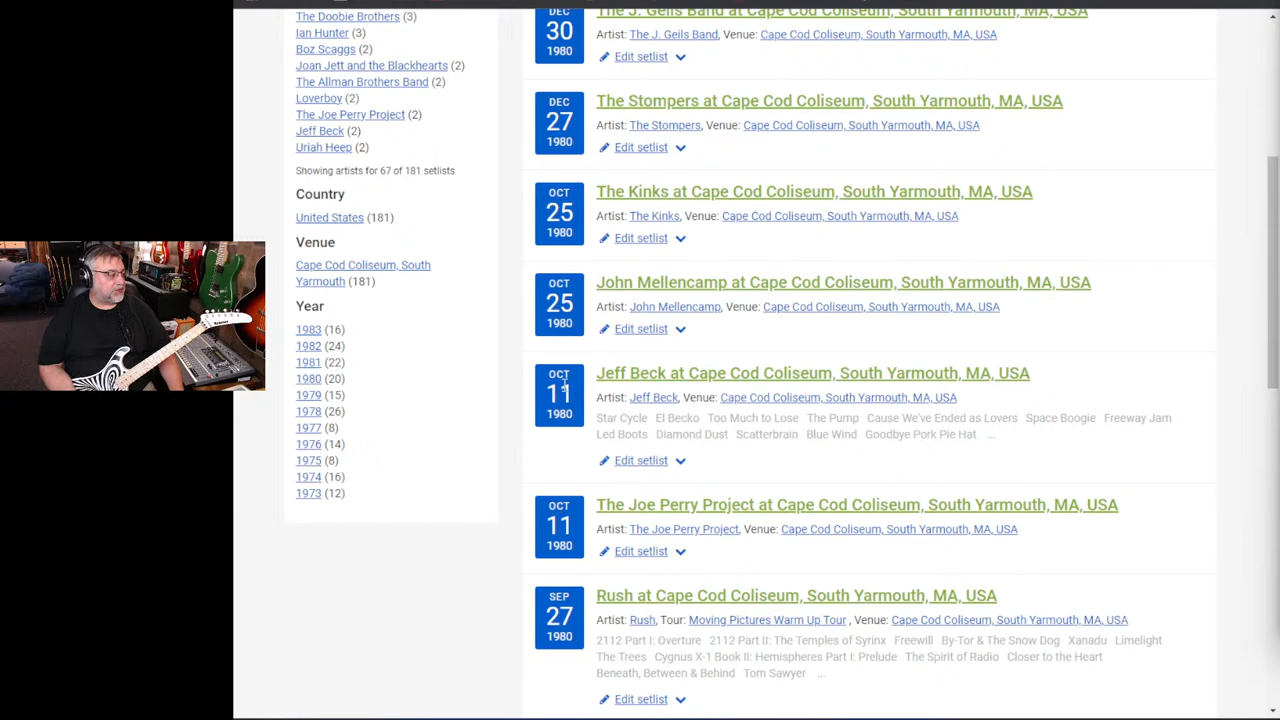 The Doobie Brothers (3)
Ian Hunter (3)
Boz Scaggs (2)
Joan Jett and the Blackhearts (2)
The Allman Brothers Band (2)
Loverboy (2)
The Joe Perry Project (2)
Jeff Beck (2)
Uriah Heep (2)
Showing artists for 67 of 181 setlists
Country
United States (181)
Venue
Cape Cod Coliseum, South
Yarmouth (181)
Year
1983 (16)
1982 (24)
1981 (22)
1980 (20)
1979 (15)
1978 (26)
1977 (8)
1976 (14)
1975 (8)
1974 (16)
1973 (12)
DEC
30
1980
The J. Geils Band at Cape Cod Coliseum, South Yarmouth, MA, USA
Artist: The J. Geils Band, Venue: Cape Cod Coliseum, South Yarmouth, MA, USA
Edit setlist
DEC
27
1980
The Stompers at Cape Cod Coliseum, South Yarmouth, MA, USA
Artist: The Stompers, Venue: Cape Cod Coliseum, South Yarmouth, MA, USA
Edit setlist
OCT
25
1980
The Kinks at Cape Cod Coliseum, South Yarmouth, MA, USA
Artist: The Kinks, Venue: Cape Cod Coliseum, South Yarmouth, MA, USA
Edit setlist
OCT
25
1980
John Mellencamp at Cape Cod Coliseum, South Yarmouth, MA, USA
Artist: John Mellencamp, Venue: Cape Cod Coliseum, South Yarmouth, MA, USA
Edit setlist
OCT
11
1980
Jeff Beck at Cape Cod Coliseum, South Yarmouth, MA, USA
Artist: Jeff Beck, Venue: Cape Cod Coliseum, South Yarmouth, MA, USA
Star Cycle El Becko Too Much to Lose The Pump Cause We've Ended as Lovers Space Boogie Freeway Jam
Led Boots Diamond Dust Scatterbrain Blue Wind Goodbye Pork Pie Hat ...
Edit setlist
OCT
11
1980
The Joe Perry Project at Cape Cod Coliseum, South Yarmouth, MA, USA
Artist: The Joe Perry Project, Venue: Cape Cod Coliseum, South Yarmouth, MA, USA
Edit setlist
SEP
27
1980
Rush at Cape Cod Coliseum, South Yarmouth, MA, USA
Artist: Rush, Tour: Moving Pictures Warm Up Tour , Venue: Cape Cod Coliseum, South Yarmouth, MA, USA
2112 Part I: Overture 2112 Part II: The Temples of Syrinx Freewill By-Tor & The Snow Dog Xanadu Limelight
The Trees Cygnus X-1 Book II: Hemispheres Part I: Prelude The Spirit of Radio Closer to the Heart
Beneath, Between & Behind Tom Sawyer ...
Edit setlist